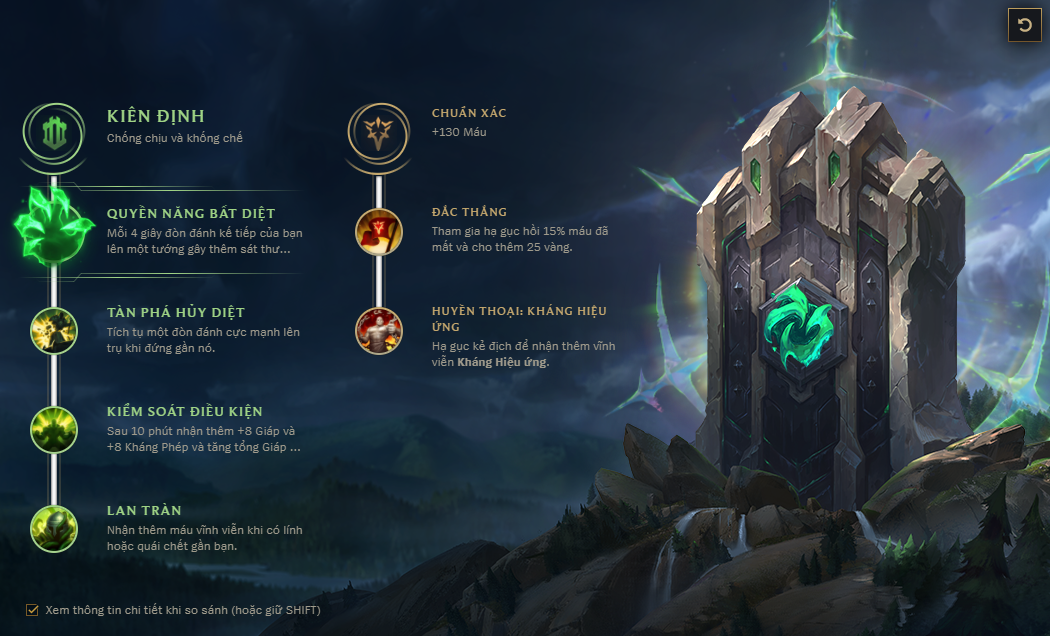 KIÊN ĐỊNH
Chống chịu và khống chế
QUYỀN NĂNG BẤT DIỆT
Mỗi 4 giây đòn đánh kế tiếp của bạn
lên một tướng gây thêm sát thư...
TÀN PHÁ HỦY DIỆT
Tích tụ một đòn đánh cực mạnh lên
trụ khi đứng gần nó.
KIỂM SOÁT ĐIỀU KIỆN
Sau 10 phút nhận thêm +8 Giáp và
+8 Kháng Phép và tăng tổng Giáp ...
LAN TRÀN
Nhận thêm máu vĩnh viễn khi có lính
hoặc quái chết gần bạn.
CHUẨN XÁC
+130 Máu
ĐẮC THẮNG
Tham gia hạ gục hồi 15% máu đã
mất và cho thêm 25 vàng.
HUYỀN THOẠI: KHÁNG HIỆU
ỨNG
Hạ gục kẻ địch để nhận thêm vĩnh
viễn Kháng Hiệu ứng.
Xem thông tin chi tiết khi so sánh (hoặc giữ SHIFT)